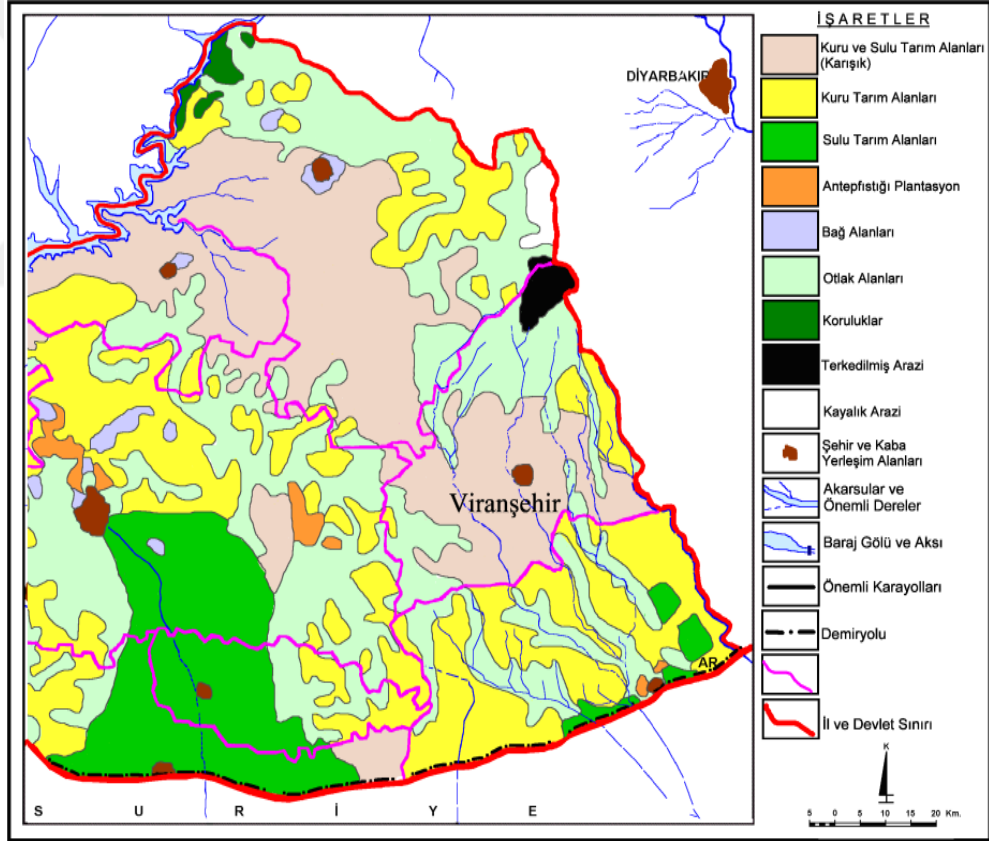 İŞARETLER
Kuru ve Sulu Tarım Alanları
(Karışık)
Kuru Tarım Alanları
Sulu Tarım Alanları
Antepfıstığı Plantasyon
Bağ Alanları
Otlak Alanları
Koruluklar
Terkedilmiş Arazi
Kayalık Arazi
Şehir ve Kaba
Yerleşim Alanları
Akarsular ve
Önemli Dereler
Baraj Gölü ve Aksı
Önemli Karayolları
Demiryolu
İl ve Devlet Sınırı
K
5 0 5 10 15 20 Km.
DİYARBAKIR
Viranşehir
AR
S U R İ Y E